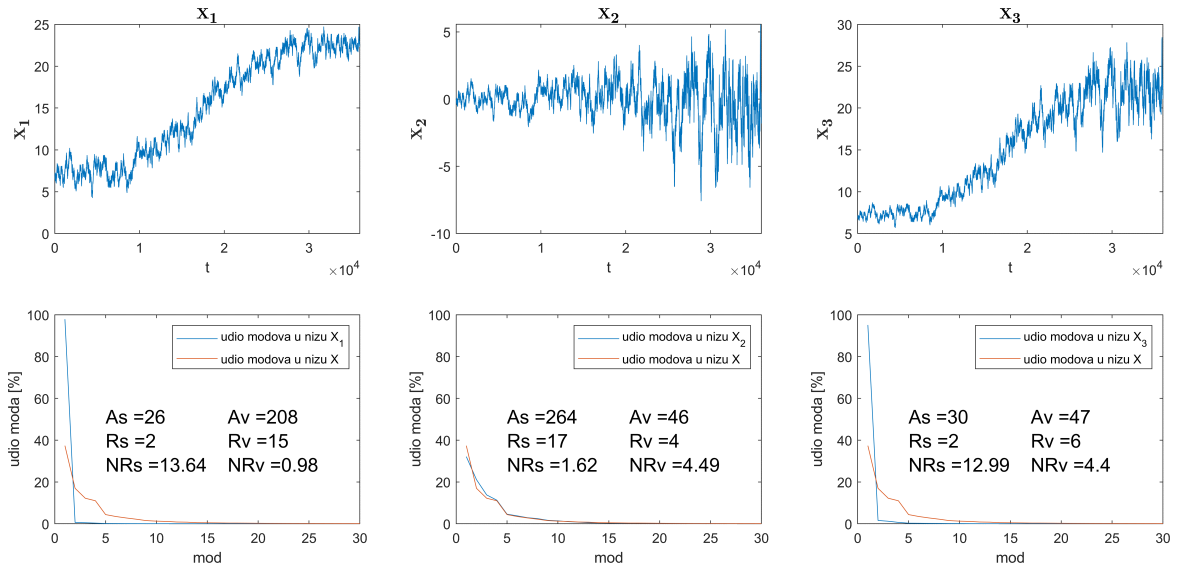 X1
X2
X3
25
20
15
10
5
0
X1
0
1
2
3
t
×10^4
5
0
-5
-10
X2
0
1
2
3
t
×10^4
30
25
20
15
10
5
X3
0
1
2
3
t
×10^4
100
80
60
40
20
0
udio moda [%]
udio modova u nizu X1
udio modova u nizu X
As =26 Av =208
Rs =2 Rv =15
NRs =13.64 NRv =0.98
0
5
10
15
20
25
30
mod
100
80
60
40
20
0
udio moda [%]
udio modova u nizu X2
udio modova u nizu X
As =264 Av =46
Rs =17 Rv =4
NRs =1.62 NRv =4.49
0
5
10
15
20
25
30
mod
100
80
60
40
20
0
udio moda [%]
udio modova u nizu X3
udio modova u nizu X
As =30 Av =47
Rs =2 Rv =6
NRs =12.99 NRv =4.4
0
5
10
15
20
25
30
mod